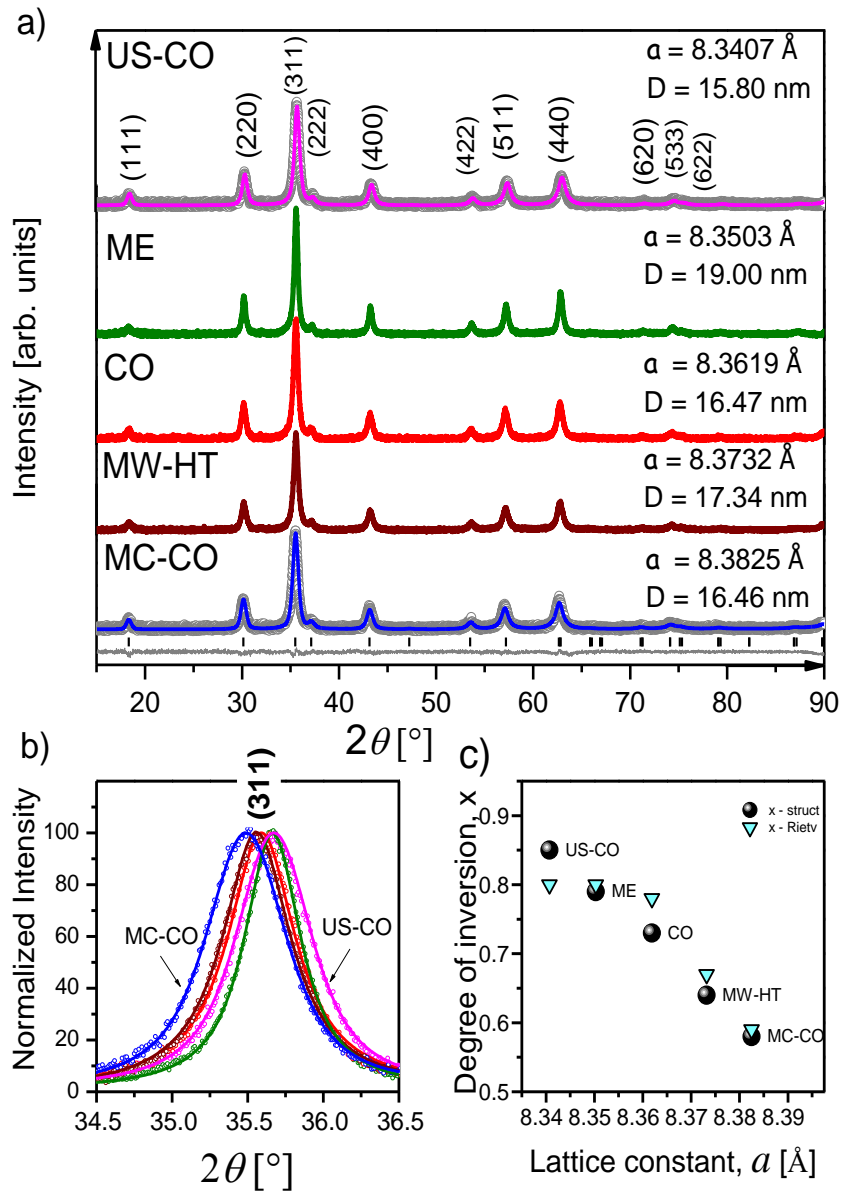 a)
US-CO
(111)
(220)
(311)
(222)
(400)
(422)
(511)
(440)
(620)
(533)
(622)
a = 8.3407 Å
D = 15.80 nm
ME
a = 8.3503 Å
D = 19.00 nm
CO
a = 8.3619 Å
D = 16.47 nm
MW-HT
a = 8.3732 Å
D = 17.34 nm
MC-CO
a = 8.3825 Å
D = 16.46 nm
Intensity [arb. units]
20 30 40 50 60 70 80 90
2θ [°]
b)
(311)
100
80
60
40
20
0
MC-CO
US-CO
Normalized Intensity
34.5 35.0 35.5 36.0 36.5
2θ [°]
c)
0.9
0.8
0.7
0.6
0.5
x - struct
x - Rietv
US-CO
ME
CO
MW-HT
MC-CO
Degree of inversion, x
8.34 8.35 8.36 8.37 8.38 8.39
Lattice constant, a [Å]